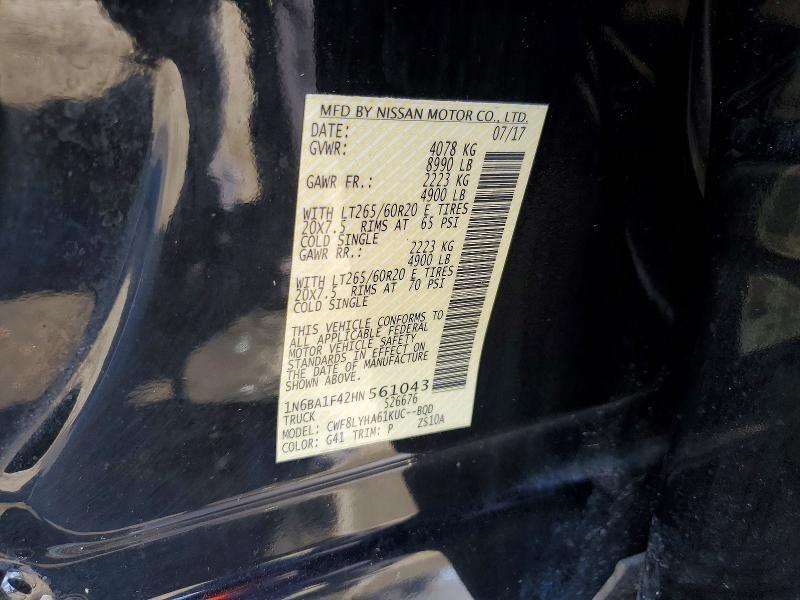 MFD BY NISSAN MOTOR CO., LTD.
DATE: 07/17
GVWR: 4078 KG
8990 LB
GAWR FR.: 2223 KG
4900 LB
WITH LT265/60R20 E TIRES
20X7.5 RIMS AT 65 PSI
COLD SINGLE
GAWR RR.: 2223 KG
4900 LB
WITH LT265/60R20 E TIRES
20X7.5 RIMS AT 70 PSI
COLD SINGLE
THIS VEHICLE CONFORMS TO
ALL APPLICABLE FEDERAL
MOTOR VEHICLE SAFETY
STANDARDS IN EFFECT ON
THE DATE OF MANUFACTURE
SHOWN ABOVE.
1N6BA1F42HN561043
TRUCK 526676
MODEL: CWF8LYHA61KUC--BQD
COLOR: G41 TRIM: P ZS10A